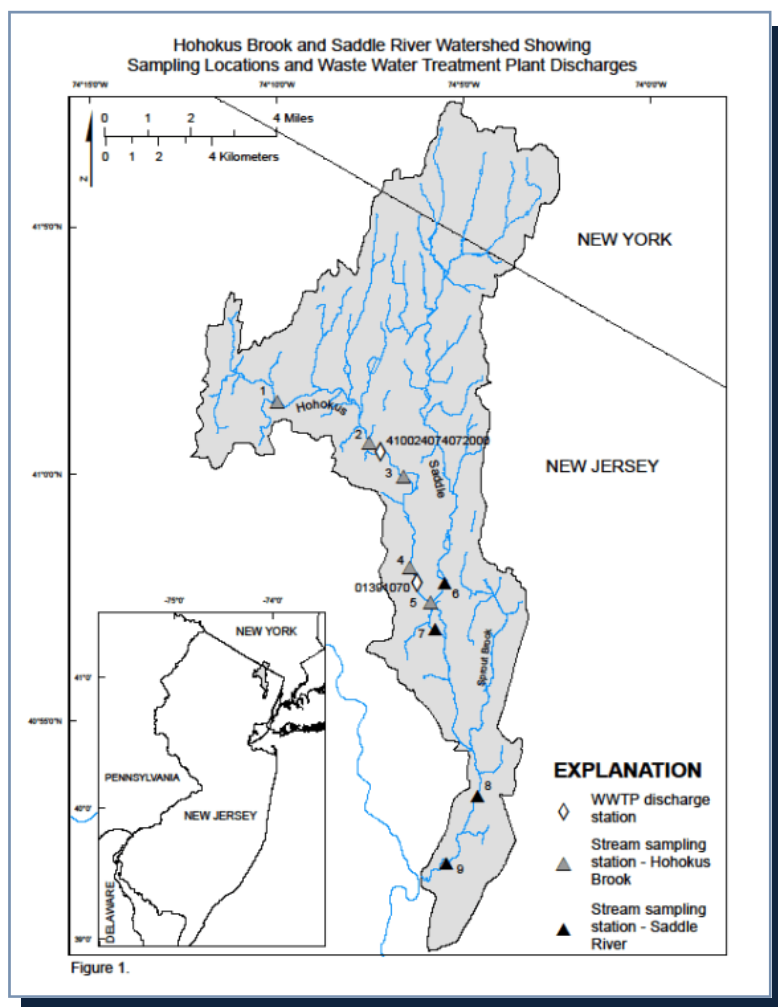 Hohokus Brook and Saddle River Watershed Showing
Sampling Locations and Waste Water Treatment Plant Discharges
74°15'0"W
74°10'0"W
74°5'0"W
74°0'0"W
0 1 2 4 Miles
0 1 2 4 Kilometers
N
41°5'0"N
NEW YORK
1
Hohokus
2
410024074072000
3
Saddle
41°0'0"N
NEW JERSEY
4
01391070
6
5
7
Sprout Brook
40°55'0"N
8
9
-75°0'
-74°0'
NEW YORK
41°0'
PENNSYLVANIA
40°0'
NEW JERSEY
DELAWARE
39°0'
EXPLANATION
WWTP discharge
station
Stream sampling
station - Hohokus
Brook
Stream sampling
station - Saddle
River
Figure 1.